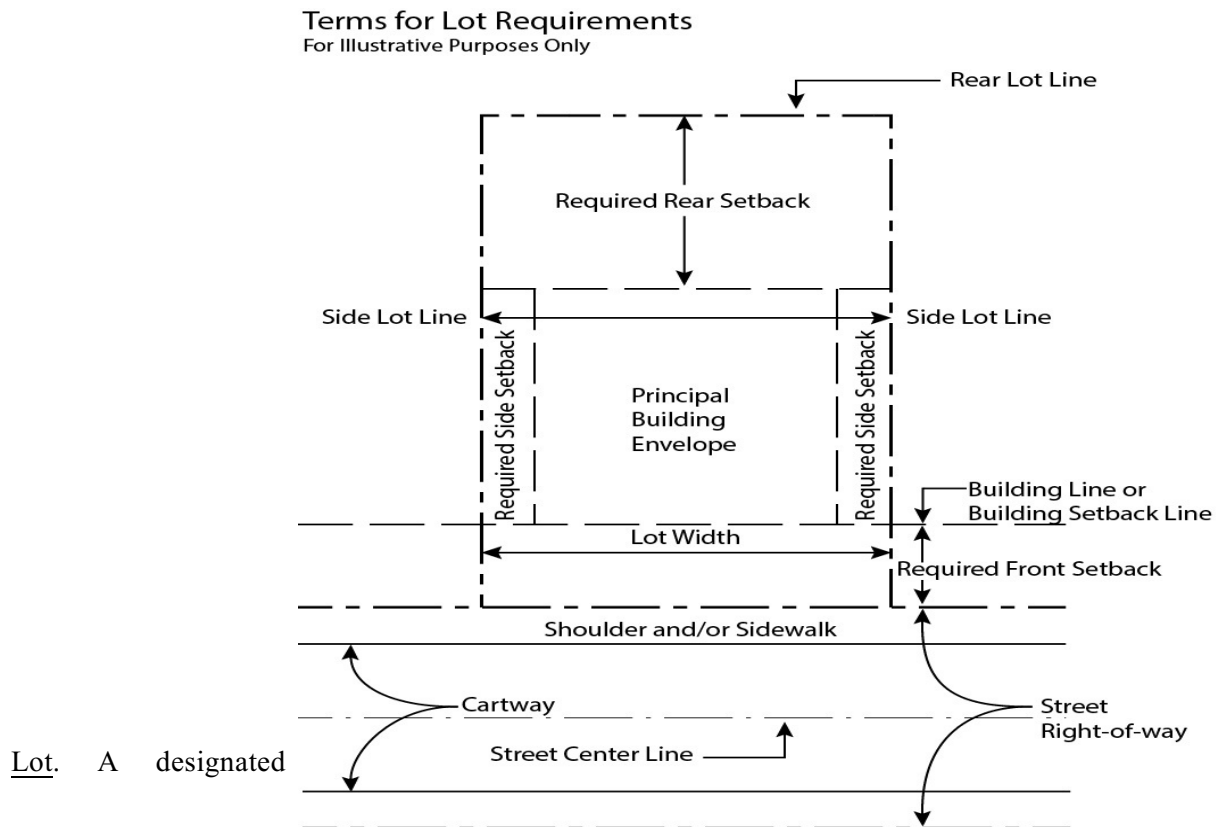 Terms for Lot Requirements
For Illustrative Purposes Only
Rear Lot Line
Required Rear Setback
Side Lot Line
Side Lot Line
Required Side Setback
Principal
Building
Envelope
Required Side Setback
Building Line or
Building Setback Line
Lot Width
Required Front Setback
Shoulder and/or Sidewalk
Cartway
Street
Right-of-way
Street Center Line
Lot. A designated